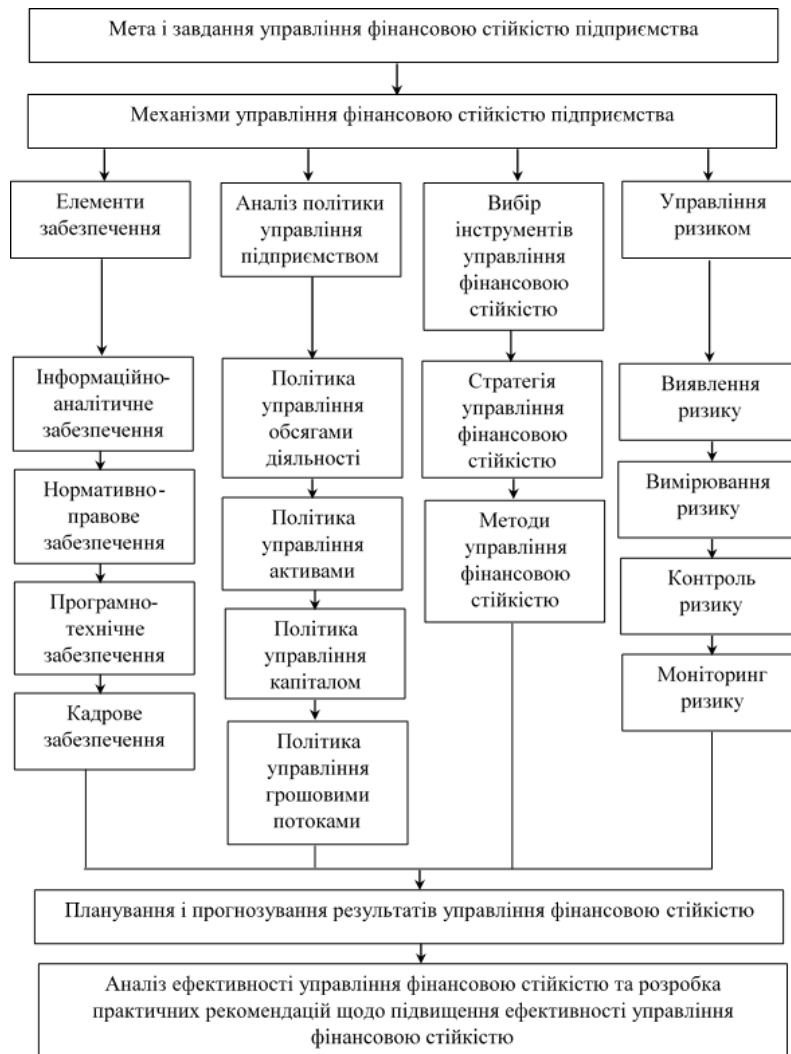 Мета і завдання управління фінансовою стійкістю підприємства
Механізми управління фінансовою стійкістю підприємства
Елементи
забезпечення
Інформаційно-
аналітичне
забезпечення
Нормативно-
правове
забезпечення
Програмно-
технічне
забезпечення
Кадрове
забезпечення
Аналіз політики
управління
підприємством
Політика
управління
обсягами
діяльності
Політика
управління
активами
Політика
управління
капіталом
Політика
управління
грошовими
потоками
Вибір
інструментів
управління
фінансовою
стійкістю
Стратегія
управління
фінансовою
стійкістю
Методи
управління
фінансовою
стійкістю
Управління
ризиком
Виявлення
ризику
Вимірювання
ризику
Контроль
ризику
Моніторинг
ризику
Планування і прогнозування результатів управління фінансовою стійкістю
Аналіз ефективності управління фінансовою стійкістю та розробка
практичних рекомендацій щодо підвищення ефективності управління
фінансовою стійкістю